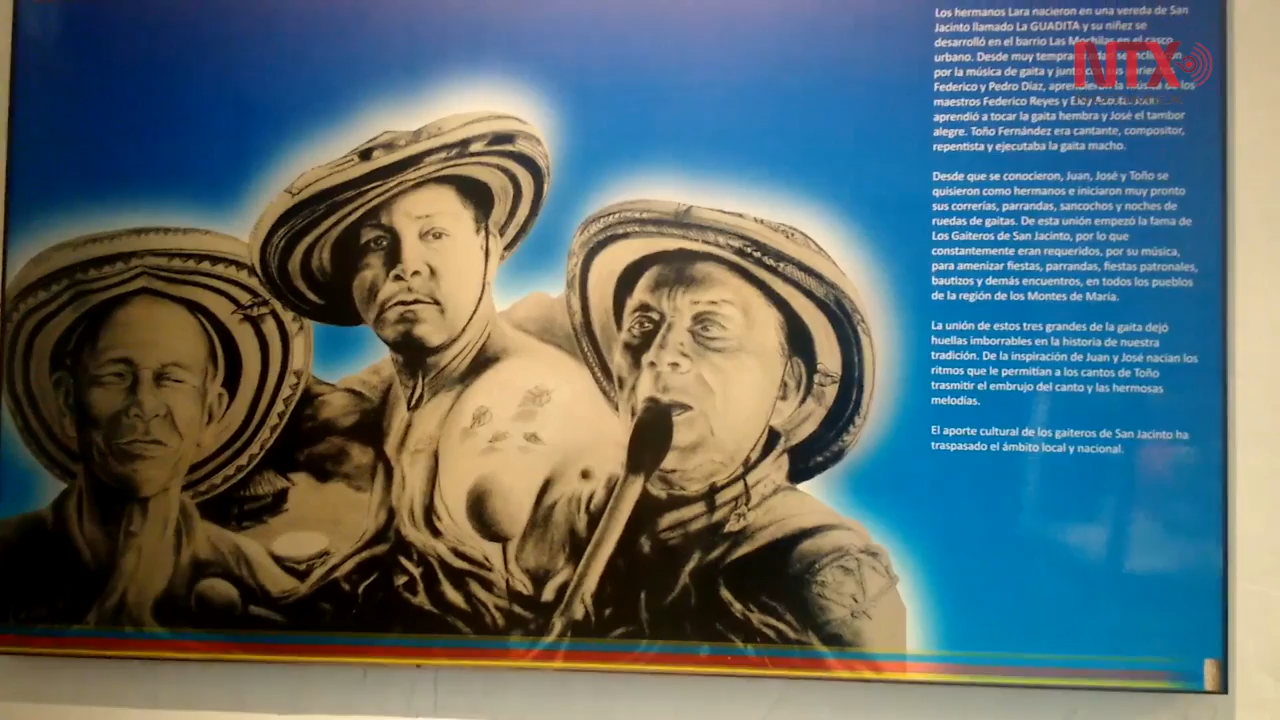 Los hermanos Lara nacieron en una vereda de San
Jacinto llamado La GUADITA y su niñez se
desarrolló en el barrio Las Mochilas en el casco
urbano. Desde muy
por la música de gaita y
Federico y Pedro Díaz, los
maestros Federico Reyes y
aprendió a tocar la gaita hembra y José el tambor
alegre. Toño Fernández era cantante, compositor,
repentista y ejecutaba la gaita macho.
Desde que se conocieron, Juan, José y Toño se
quisieron como hermanos e iniciaron muy pronto
sus correrías, parrandas, sancochos y noches de
ruedas de gaitas. De esta unión empezó la fama de
Los Gaiteros de San Jacinto, por lo que
constantemente eran requeridos, por su música,
para amenizar fiestas, parrandas, fiestas patronales,
bautizos y demás encuentros, en todos los pueblos
de la región de los Montes de María.
La unión de estos tres grandes de la gaita dejó
huellas imborrables en la historia de nuestra
tradición. De la inspiración de Juan y José nacían los
ritmos que le permitían a los cantos de Toño
trasmitir el embrujo del canto y las hermosas
melodías.
El aporte cultural de los gaiteros de San Jacinto ha
traspasado el ámbito local y nacional.
NTX